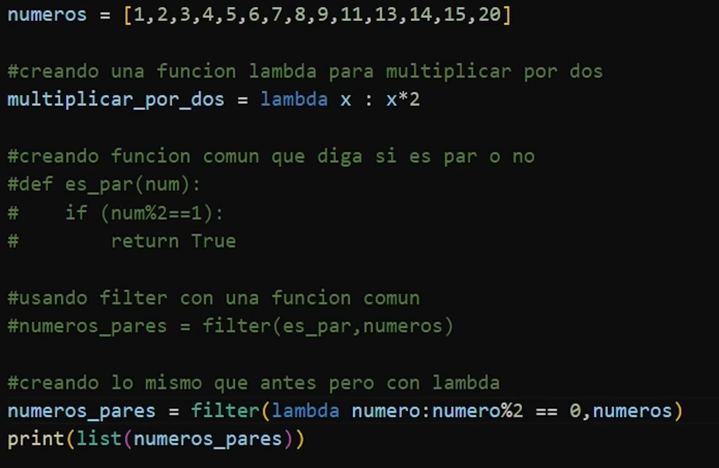 numeros = [1,2,3,4,5,6,7,8,9,11,13,14,15,20]
#creando una funcion lambda para multiplicar por dos
multiplicar_por_dos = lambda x : x*2
#creando funcion comun que diga si es par o no
#def es_par(num):
#    if (num%2==1):
#        return True
#usando filter con una funcion comun
#numeros_pares = filter(es_par,numeros)
#creando lo mismo que antes pero con lambda
numeros_pares = filter(lambda numero:numero%2 == 0,numeros)
print(list(numeros_pares))